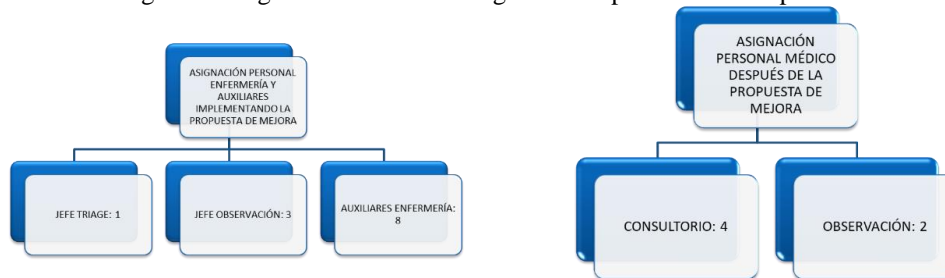 ASIGNACIÓN PERSONAL
ENFERMERÍA Y
AUXILIARES
IMPLEMENTANDO LA
PROPUESTA DE MEJORA
JEFE TRIAGE: 1
JEFE OBSERVACIÓN: 3
AUXILIARES ENFERMERÍA:
8
ASIGNACIÓN
PERSONAL MÉDICO
DESPUÉS DE LA
PROPUESTA DE
MEJORA
CONSULTORIO: 4
OBSERVACIÓN: 2